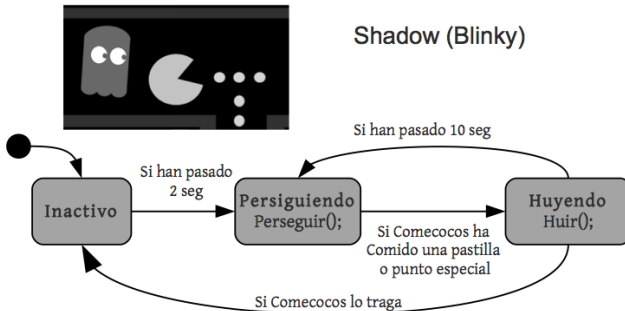 Shadow (Blinky)
Si han pasado 10 seg
Si han pasado
2 seg
Inactivo
Persiguiendo
Perseguir();
Huyendo
Huir();
Si Comecocos ha
Comido una pastilla
o punto especial
Si Comecocos lo traga